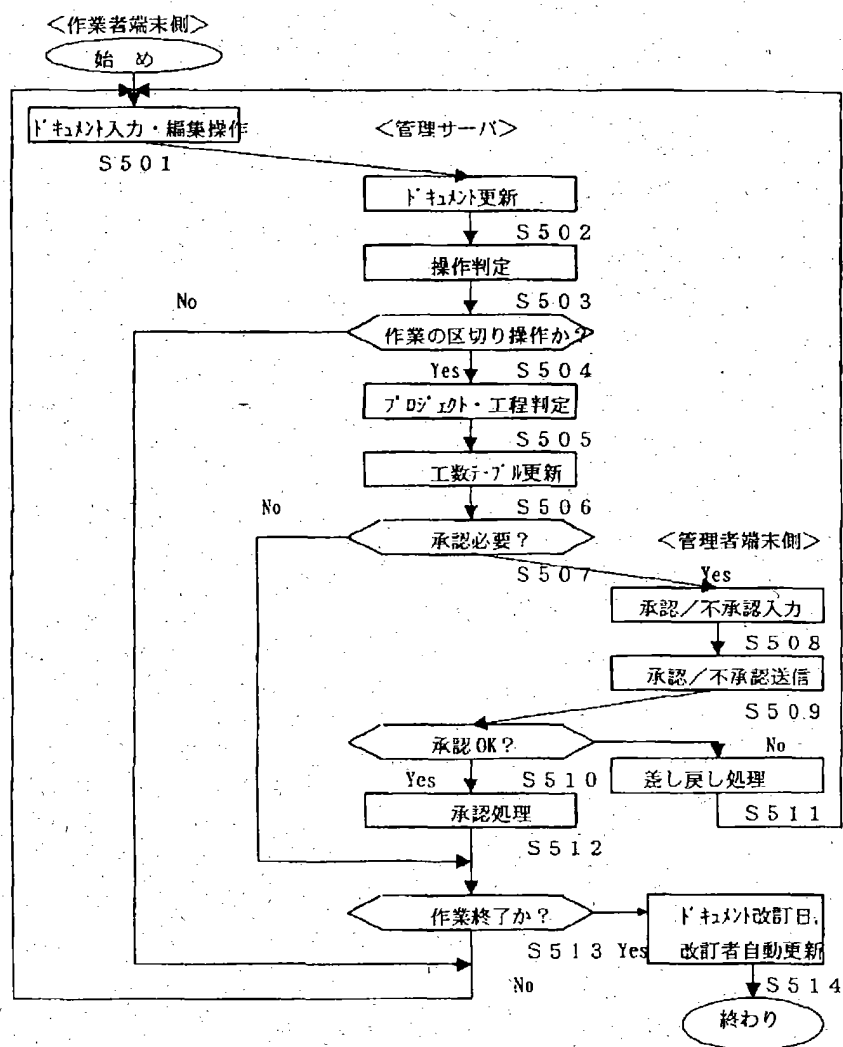 <作業者端末側>
始 め
ドキュメント入力・編集操作
S501
<管理サーバ>
ドキュメント更新
S502
操作判定
S503
No
作業の区切り操作か?
Yes
S504
プロジェクト・工程判定
S505
工数テーブル更新
S506
No
承認必要?
<管理者端末側>
S507
Yes
承認/不承認入力
S508
承認/不承認送信
S509
承認OK?
No
Yes
S510
差し戻し処理
承認処理
S511
S512
作業終了か?
ドキュメント改訂日,
改訂者自動更新
S513
Yes
No
S514
終わり